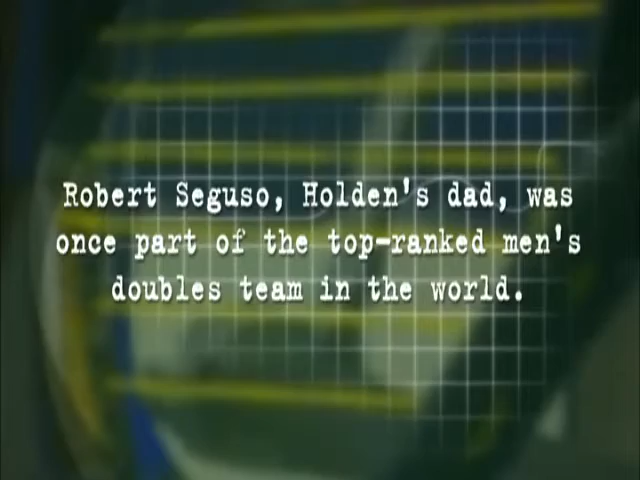 Robert Seguso, Holden's dad, was
once part of the top-ranked men's
doubles team in the world.